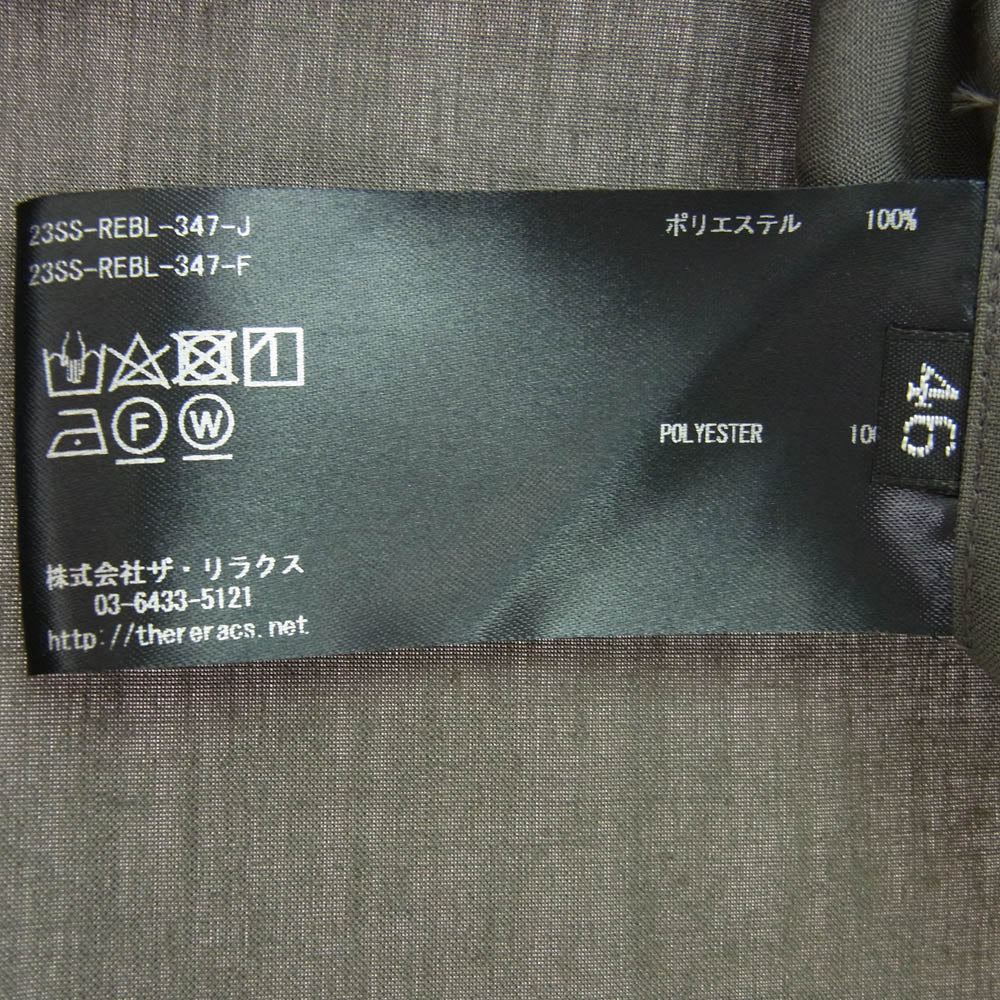 23SS-REBL-347-J
23SS-REBL-347-F
ポリエステル 100%
F W
POLYESTER 10
46
株式会社ザ・リラクス
03-6433-5121
http://thereracs.net